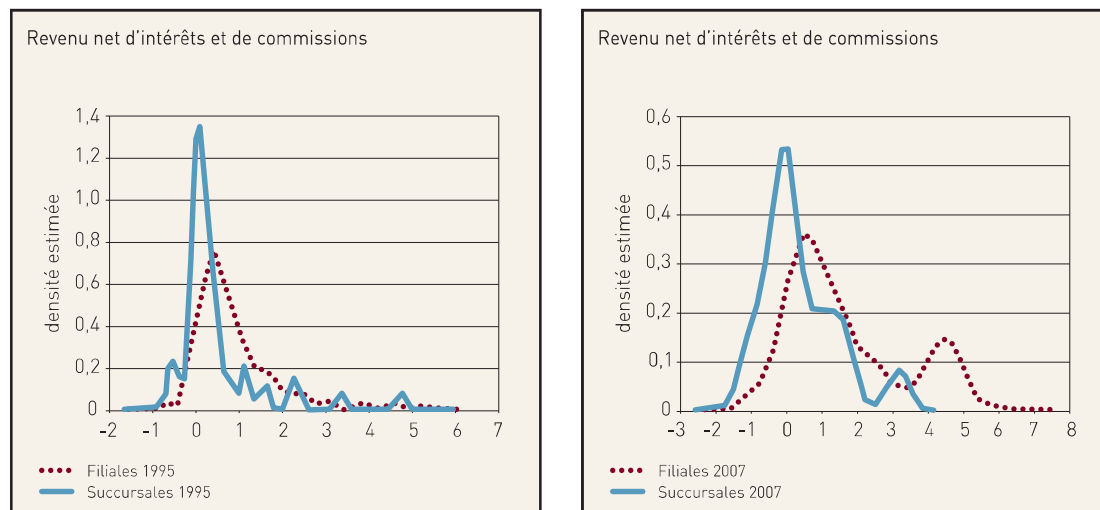 Revenu net d'intérêts et de commissions
densité estimée
1,4
1,2
1,0
0,8
0,6
0,4
0,2
0
-2 -1 0 1 2 3 4 5 6 7
Filiales 1995
Succursales 1995
Revenu net d'intérêts et de commissions
densité estimée
0,6
0,5
0,4
0,3
0,2
0,1
0
-3 -2 -1 0 1 2 3 4 5 6 7 8
Filiales 2007
Succursales 2007